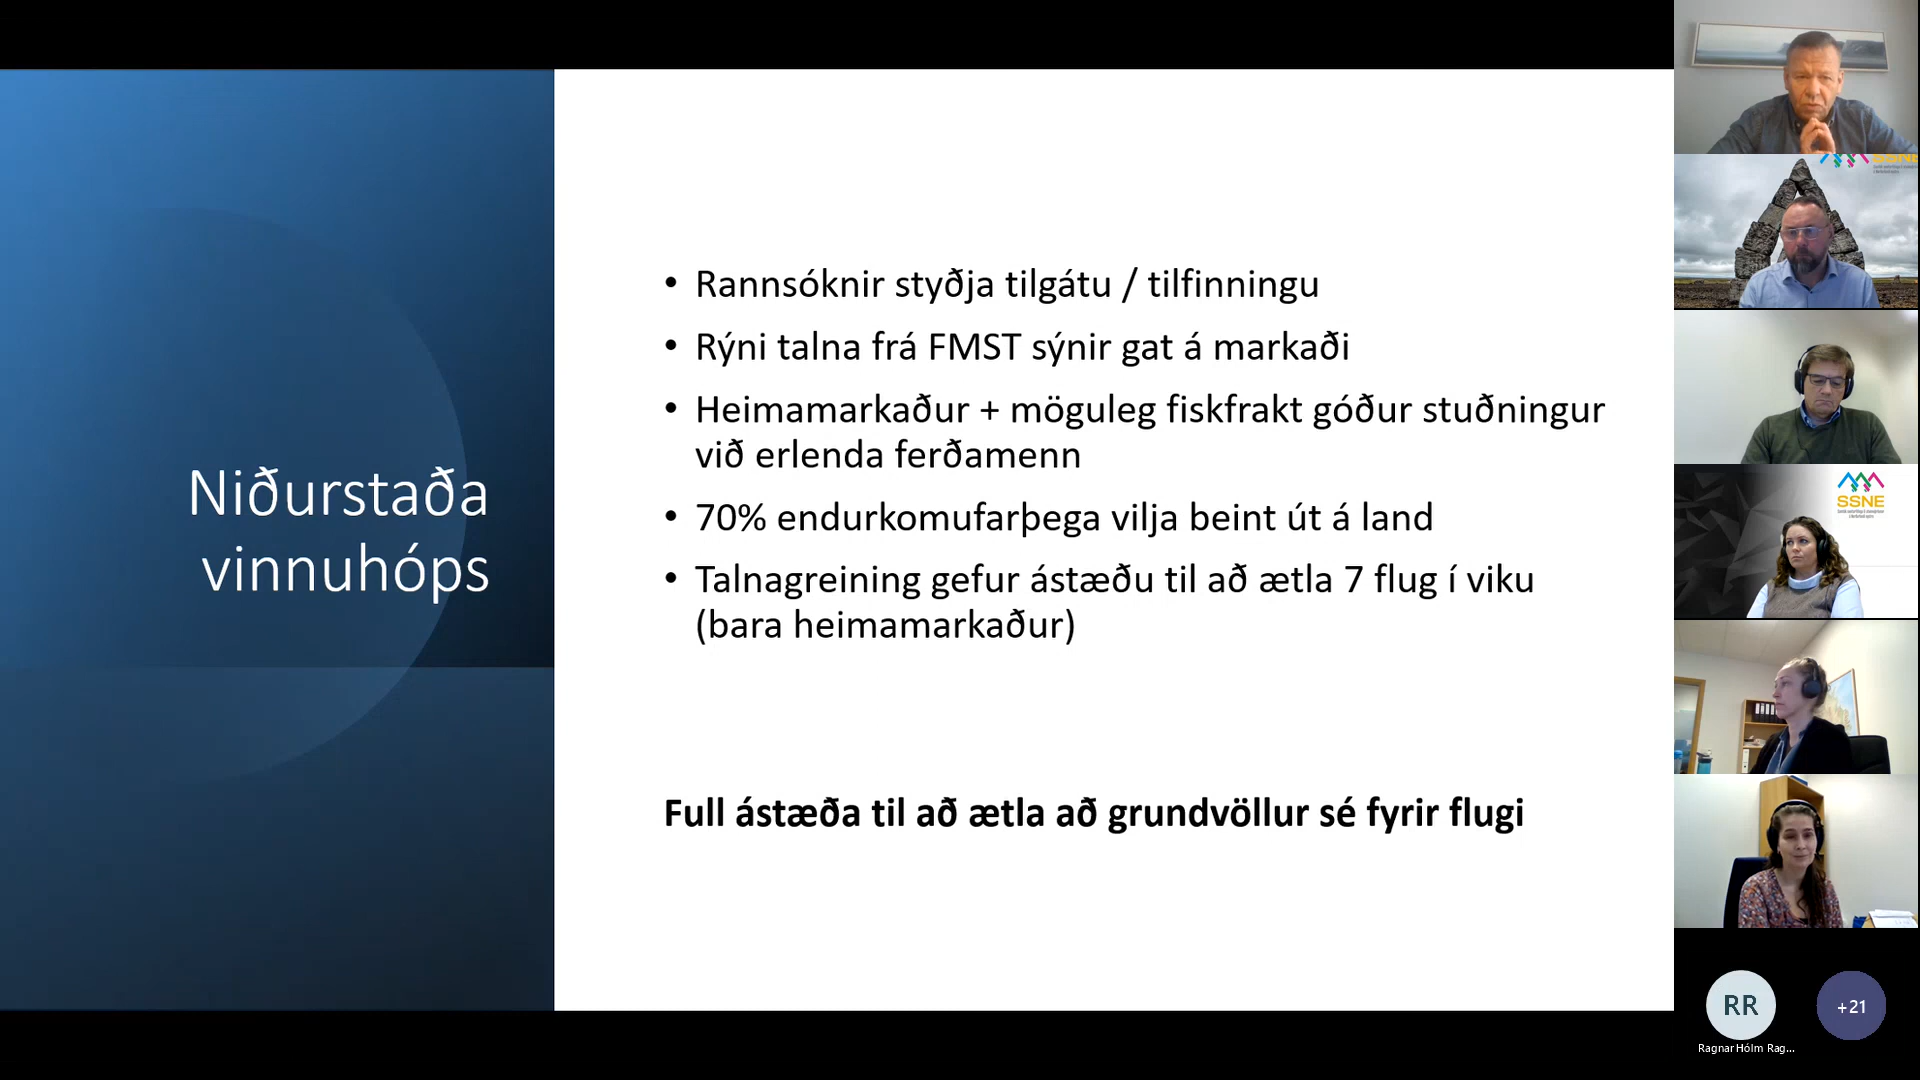 Niðurstaða
vinnuhóps
• Rannsóknir styðja tilgátu / tilfinningu
• Rýni talna frá FMST sýnir gat á markaði
• Heimamarkaður + möguleg fiskfrakt góður stuðningur
við erlenda ferðamenn
• 70% endurkomufarþega vilja beint út á land
• Talnagreining gefur ástæðu til að ætla 7 flug í viku
(bara heimamarkaður)
Full ástæða til að ætla að grundvöllur sé fyrir flugi
SSNE
SSNE
RR
+21
Ragnar Hólm Rag...